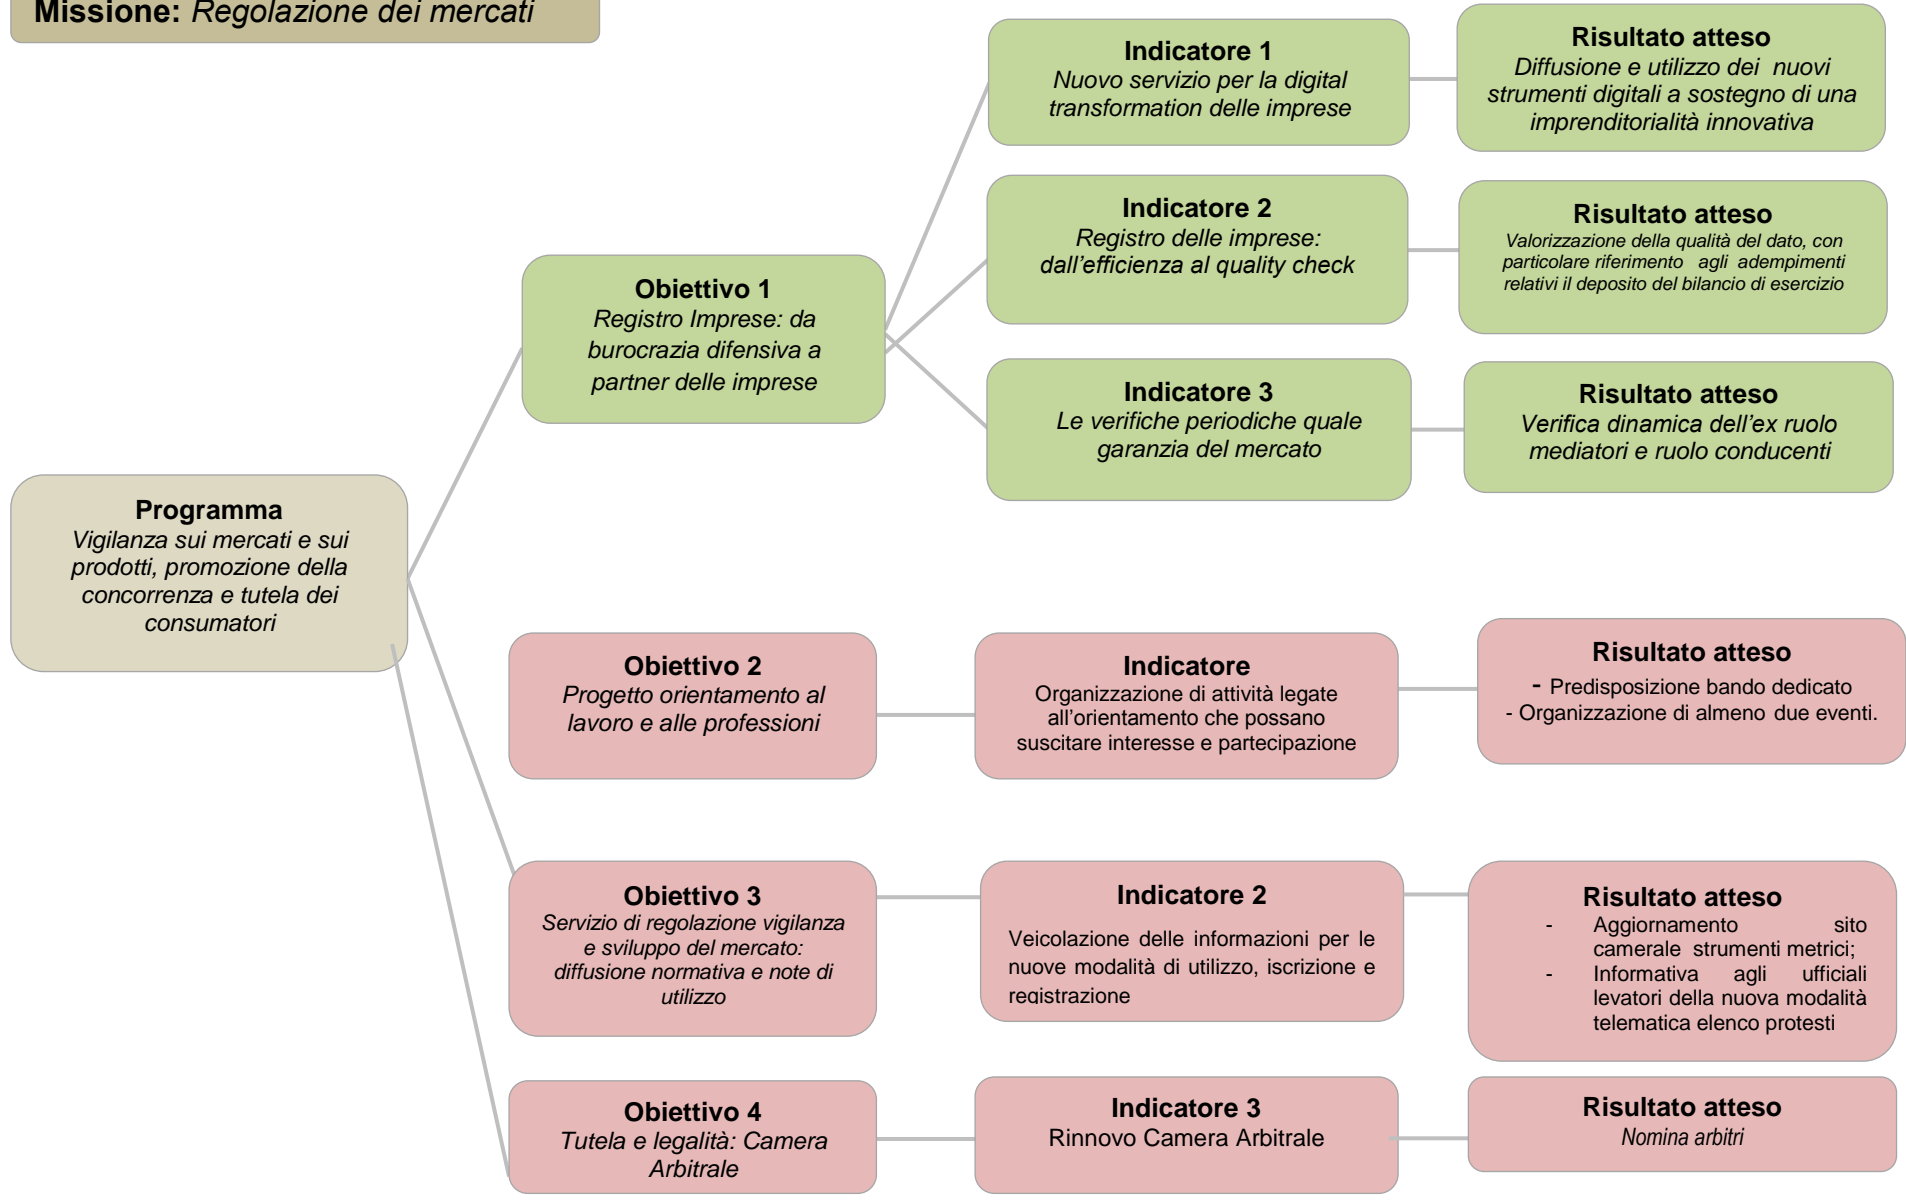 Missione: Regolazione dei mercati
Programma
Vigilanza sui mercati e sui
prodotti, promozione della
concorrenza e tutela dei
consumatori
Obiettivo 1
Registro Imprese: da
burocrazia difensiva a
partner delle imprese
Indicatore 1
Nuovo servizio per la digital
transformation delle imprese
Risultato atteso
Diffusione e utilizzo dei nuovi
strumenti digitali a sostegno di una
imprenditorialità innovativa
Indicatore 2
Registro delle imprese:
dall'efficienza al quality check
Risultato atteso
Valorizzazione della qualità del dato, con
particolare riferimento agli adempimenti
relativi il deposito del bilancio di esercizio
Indicatore 3
Le verifiche periodiche quale
garanzia del mercato
Risultato atteso
Verifica dinamica dell'ex ruolo
mediatori e ruolo conducenti
Obiettivo 2
Progetto orientamento al
lavoro e alle professioni
Indicatore
Organizzazione di attività legate
all'orientamento che possano
suscitare interesse e partecipazione
Risultato atteso
- Predisposizione bando dedicato
- Organizzazione di almeno due eventi.
Obiettivo 3
Servizio di regolazione vigilanza
e sviluppo del mercato:
diffusione normativa e note di
utilizzo
Indicatore 2
Veicolazione delle informazioni per le
nuove modalità di utilizzo, iscrizione e
registrazione
Risultato atteso
- Aggiornamento sito
camerale strumenti metrici;
- Informativa agli ufficiali
levatori della nuova modalità
telematica elenco protesti
Obiettivo 4
Tutela e legalità: Camera
Arbitrale
Indicatore 3
Rinnovo Camera Arbitrale
Risultato atteso
Nomina arbitri